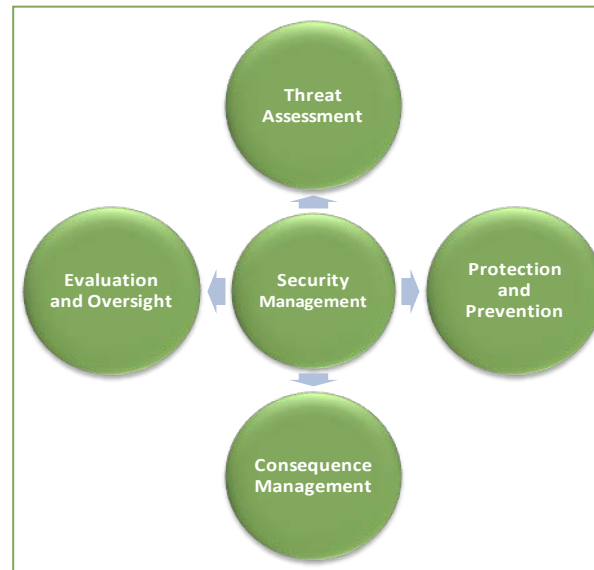 Threat
Assessment
Evaluation
and Oversight
Security
Management
Protection
and
Prevention
Consequence
Management